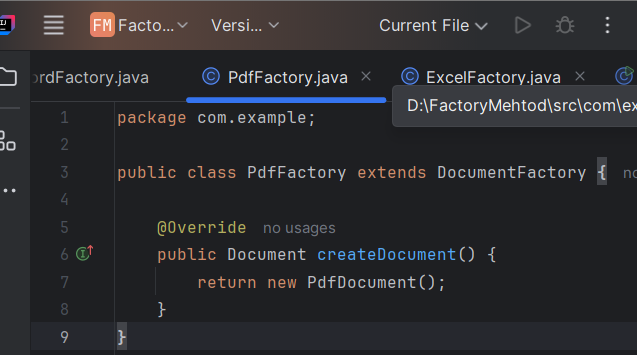 FM Facto... Versi... Current File
ordFactory.java PdfFactory.java ExcelFactory.java
D:\FactoryMehtod\src\com\ex
1 package com.example;
2
3 public class PdfFactory extends DocumentFactory { no
4
5 @Override no usages
6 public Document createDocument() {
7 return new PdfDocument();
8 }
9 }